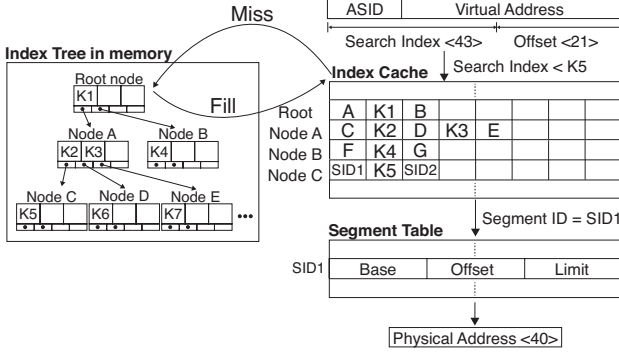 Miss
ASID Virtual Address
Search Index <43> Offset <21>
Index Tree in memory
Index Cache
Search Index < K5
Root node
K1
Fill
Root A K1 B
Node A C K2 D K3 E
Node B F K4 G
Node C SID1 K5 SID2
Node A Node B
K2 K3 K4
Node C Node D Node E
K5 K6 K7 •••
Segment ID = SID1
Segment Table
SID1 Base Offset Limit
Physical Address <40>